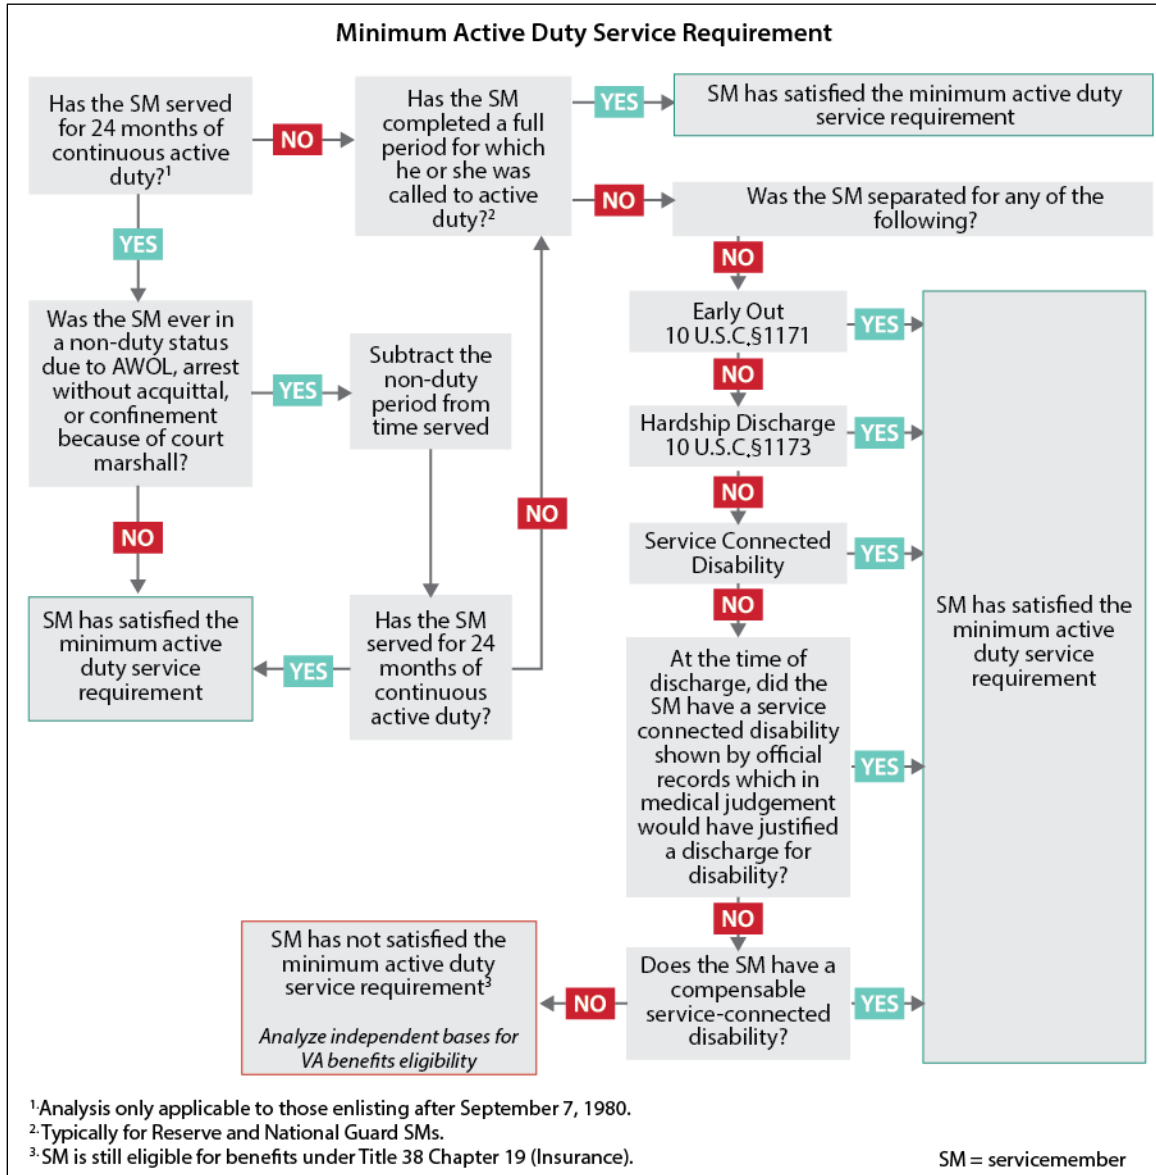 Minimum Active Duty Service Requirement
Has the SM served
for 24 months of
continuous active
duty?¹
NO
Has the SM
completed a full
period for which
he or she was
called to active
duty?²
YES
SM has satisfied the minimum active duty
service requirement
NO
Was the SM separated for any of the
following?
YES
NO
Was the SM ever in
a non-duty status
due to AWOL, arrest
without acquittal,
or confinement
because of court
marshall?
YES
Subtract the
non-duty
period from
time served
Early Out
10 U.S.C.§1171
YES
NO
Hardship Discharge
10 U.S.C.§1173
YES
NO
NO
NO
Service Connected
Disability
YES
NO
SM has satisfied the
minimum active duty
service requirement
SM has satisfied the
minimum active
duty service
requirement
YES
Has the SM
served for 24
months of
continuous
active duty?
At the time of
discharge, did the
SM have a service
connected disability
shown by official
records which in
medical judgement
would have justified
a discharge for
disability?
YES
NO
SM has not satisfied the
minimum active duty
service requirement³
Analyze independent bases for
VA benefits eligibility
NO
Does the SM have a
compensable
service-connected
disability?
YES
¹·Analysis only applicable to those enlisting after September 7, 1980.
²·Typically for Reserve and National Guard SMs.
³·SM is still eligible for benefits under Title 38 Chapter 19 (Insurance).
SM = servicemember